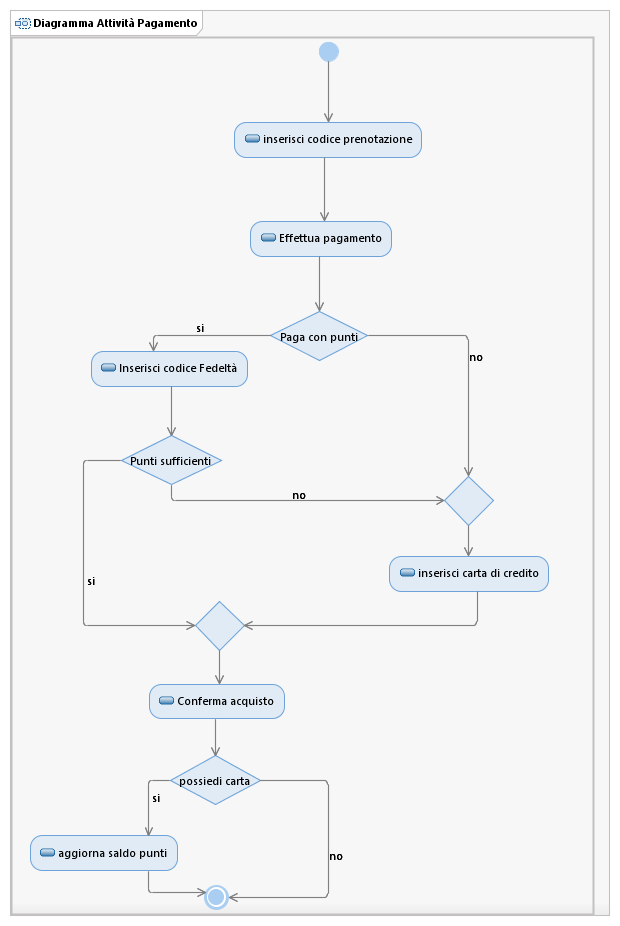 Diagramma Attività Pagamento
inserisci codice prenotazione
Effettua pagamento
si
Paga con punti
no
Inserisci codice Fedeltà
Punti sufficienti
no
inserisci carta di credito
si
Conferma acquisto
possiedi carta
si
aggiorna saldo punti
no